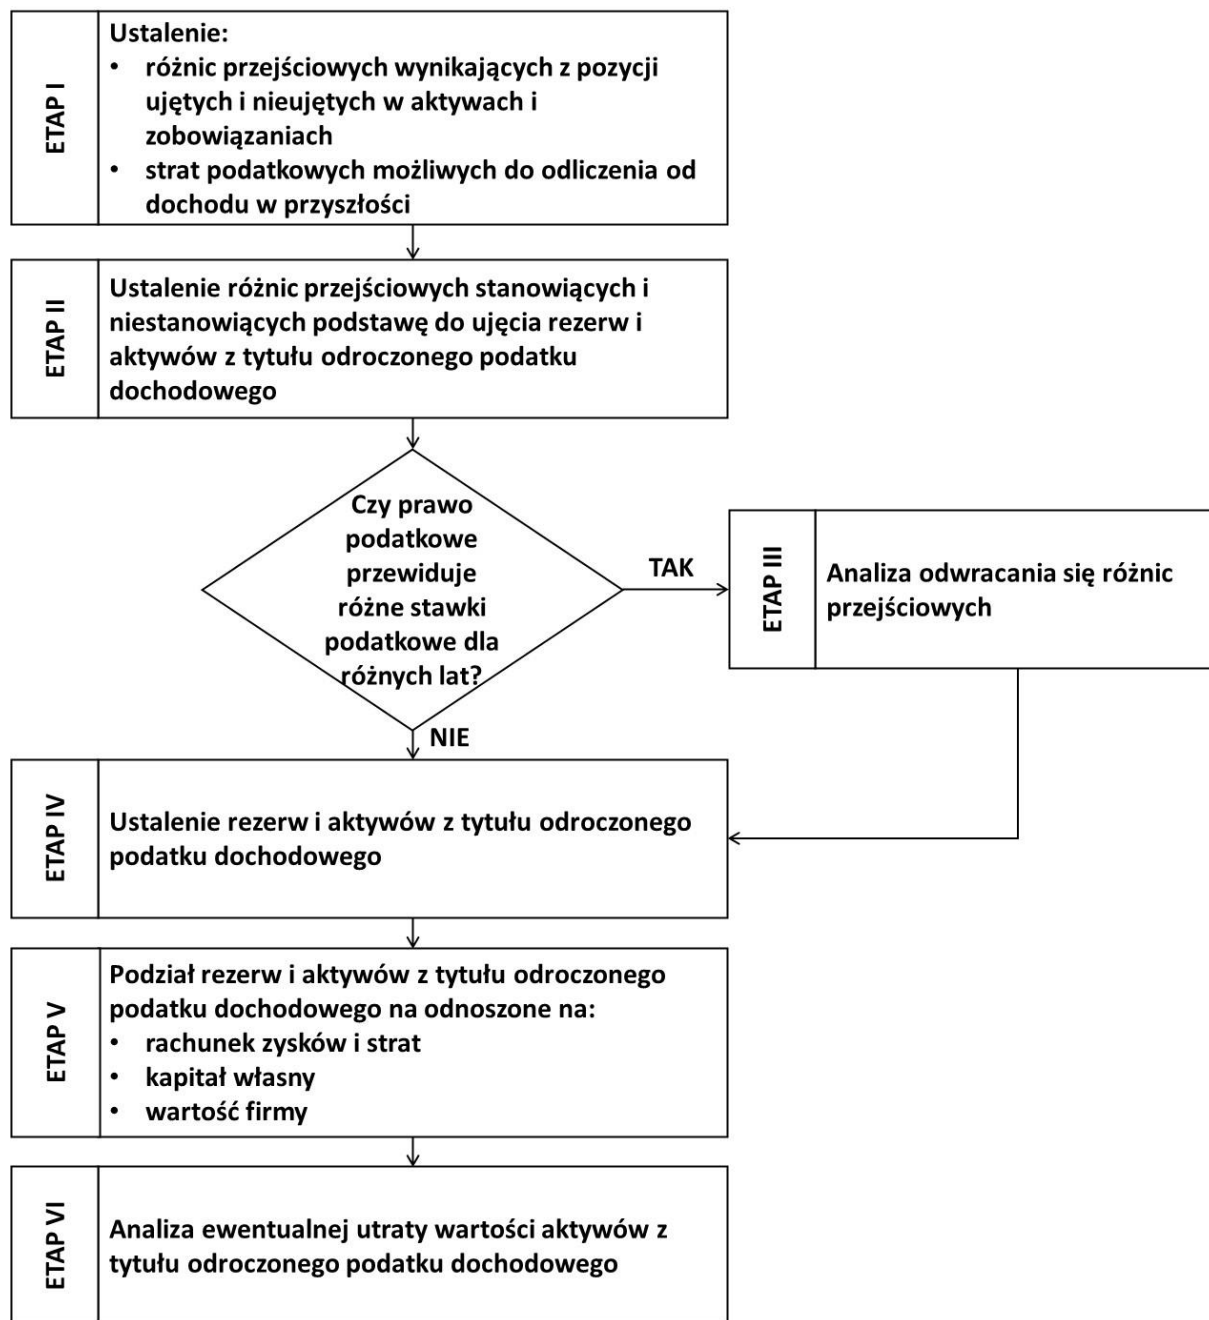 ETAP I
Ustalenie:
• różnic przejściowych wynikających z pozycji
ujętych i nieujętych w aktywach i
zobowiązaniach
• strat podatkowych możliwych do odliczenia od
dochodu w przyszłości
ETAP II
Ustalenie różnic przejściowych stanowiących i
niestanowiących podstawę do ujęcia rezerw i
aktywów z tytułu odroczonego podatku
dochodowego
Czy prawo
podatkowe
przewiduje
różne stawki
podatkowe dla
różnych lat?
TAK
ETAP III
Analiza odwracania się różnic
przejściowych
NIE
ETAP IV
Ustalenie rezerw i aktywów z tytułu odroczonego
podatku dochodowego
ETAP V
Podział rezerw i aktywów z tytułu odroczonego
podatku dochodowego na odnoszone na:
• rachunek zysków i strat
• kapitał własny
• wartość firmy
ETAP VI
Analiza ewentualnej utraty wartości aktywów z
tytułu odroczonego podatku dochodowego